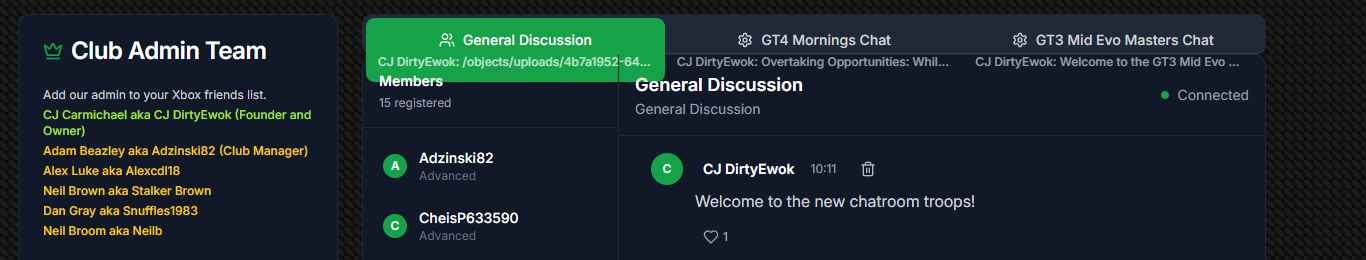 Club Admin Team
Add our admin to your Xbox friends list.
CJ Carmichael aka CJ DirtyEwok (Founder and
Owner)
Adam Beazley aka Adzinski82 (Club Manager)
Alex Luke aka Alexcdl18
Neil Brown aka Stalker Brown
Dan Gray aka Snuffles1983
Neil Broom aka Neilb
General Discussion
CJ DirtyEwok: /objects/uploads/4b7a1952-64...
GT4 Mornings Chat
CJ DirtyEwok: Overtaking Opportunities: Whil...
GT3 Mid Evo Masters Chat
CJ DirtyEwok: Welcome to the GT3 Mid Evo ...
Members
15 registered
A
Adzinski82
Advanced
C
CheisP633590
Advanced
General Discussion
General Discussion
Connected
C
CJ DirtyEwok 10:11
Welcome to the new chatroom troops!
1